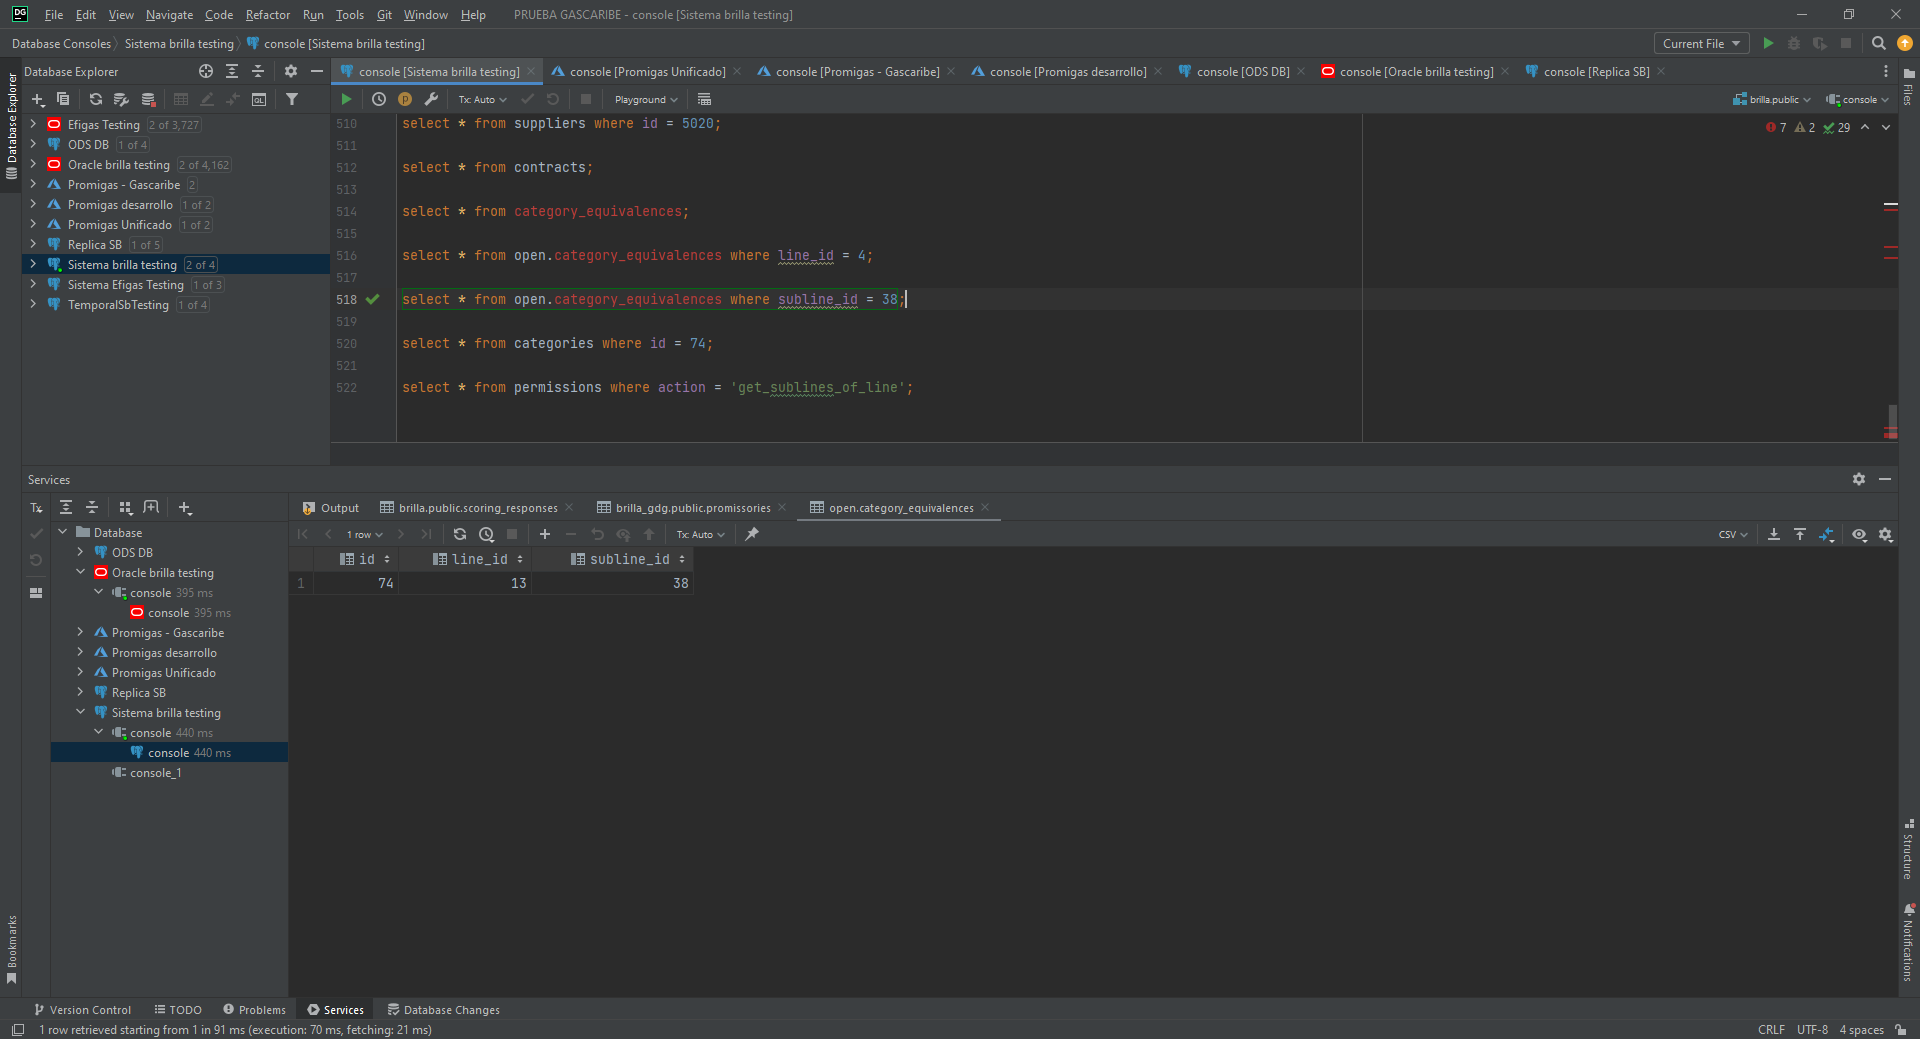 DG File Edit View Navigate Code Refactor Run Tools Git Window Help PRUEBA GASCARIBE - console [Sistema brilla testing]
Database Consoles Sistema brilla testing console [Sistema brilla testing] Current File
Database Explorer
Database Explorer
console [Sistema brilla testing] console [Promigas Unificado] console [Promigas - Gascaribe] console [Promigas desarrollo] console [ODS DB] console [Oracle brilla testing] console [Replica SB]
Files
Tx: Auto Playground brilla.public console
Efigas Testing 2 of 3,727
ODS DB 1 of 4
Oracle brilla testing 2 of 4,162
Promigas - Gascaribe 2
Promigas desarrollo 1 of 2
Promigas Unificado 1 of 2
Replica SB 1 of 5
Sistema brilla testing 2 of 4
Sistema Efigas Testing 1 of 3
TemporalSbTesting 1 of 4
7 2 29
510 select * from suppliers where id = 5020;
511
512 select * from contracts;
513
514 select * from category_equivalences;
515
516 select * from open.category_equivalences where line_id = 4;
517
518 select * from open.category_equivalences where subline_id = 38;
519
520 select * from categories where id = 74;
521
522 select * from permissions where action = 'get_sublines_of_line';
Services
Tx
Database
ODS DB
Oracle brilla testing
console 395 ms
console 395 ms
Promigas - Gascaribe
Promigas desarrollo
Promigas Unificado
Replica SB
Sistema brilla testing
console 440 ms
console 440 ms
console_1
Output brilla.public.scoring_responses brilla_gdg.public.promissories open.category_equivalences
1 row Tx: Auto CSV
id line_id subline_id
1 74 13 38
Structure
Notifications
Bookmarks
Version Control TODO Problems Services Database Changes
1 row retrieved starting from 1 in 91 ms (execution: 70 ms, fetching: 21 ms) CRLF UTF-8 4 spaces